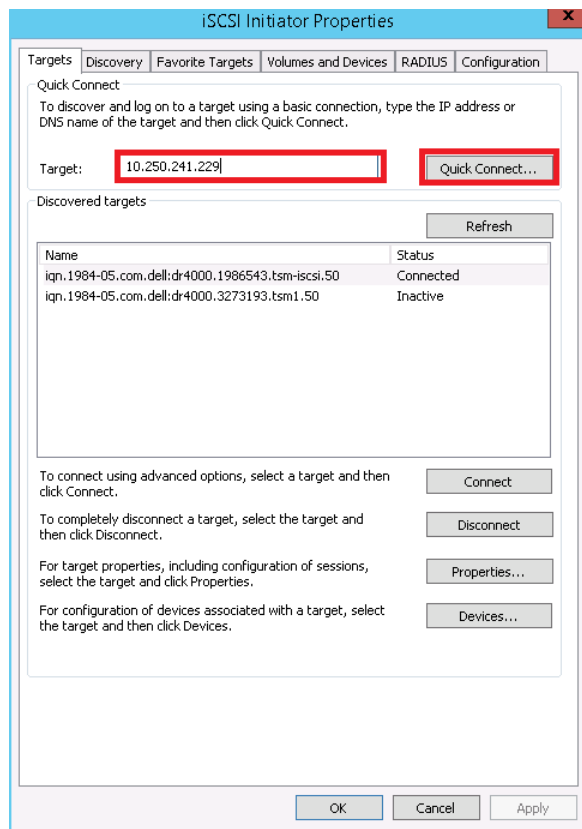 iSCSI Initiator Properties
x
Targets Discovery Favorite Targets Volumes and Devices RADIUS Configuration
Quick Connect
To discover and log on to a target using a basic connection, type the IP address or
DNS name of the target and then click Quick Connect.
Target: 10.250.241.229 Quick Connect...
Discovered targets
Refresh
Name Status
iqn.1984-05.com.dell:dr4000.1986543.tsm-iscsi.50 Connected
iqn.1984-05.com.dell:dr4000.3273193.tsm1.50 Inactive
To connect using advanced options, select a target and then
click Connect.
Connect
To completely disconnect a target, select the target and
then click Disconnect.
Disconnect
For target properties, including configuration of sessions,
select the target and click Properties.
Properties...
For configuration of devices associated with a target, select
the target and then click Devices.
Devices...
OK Cancel Apply